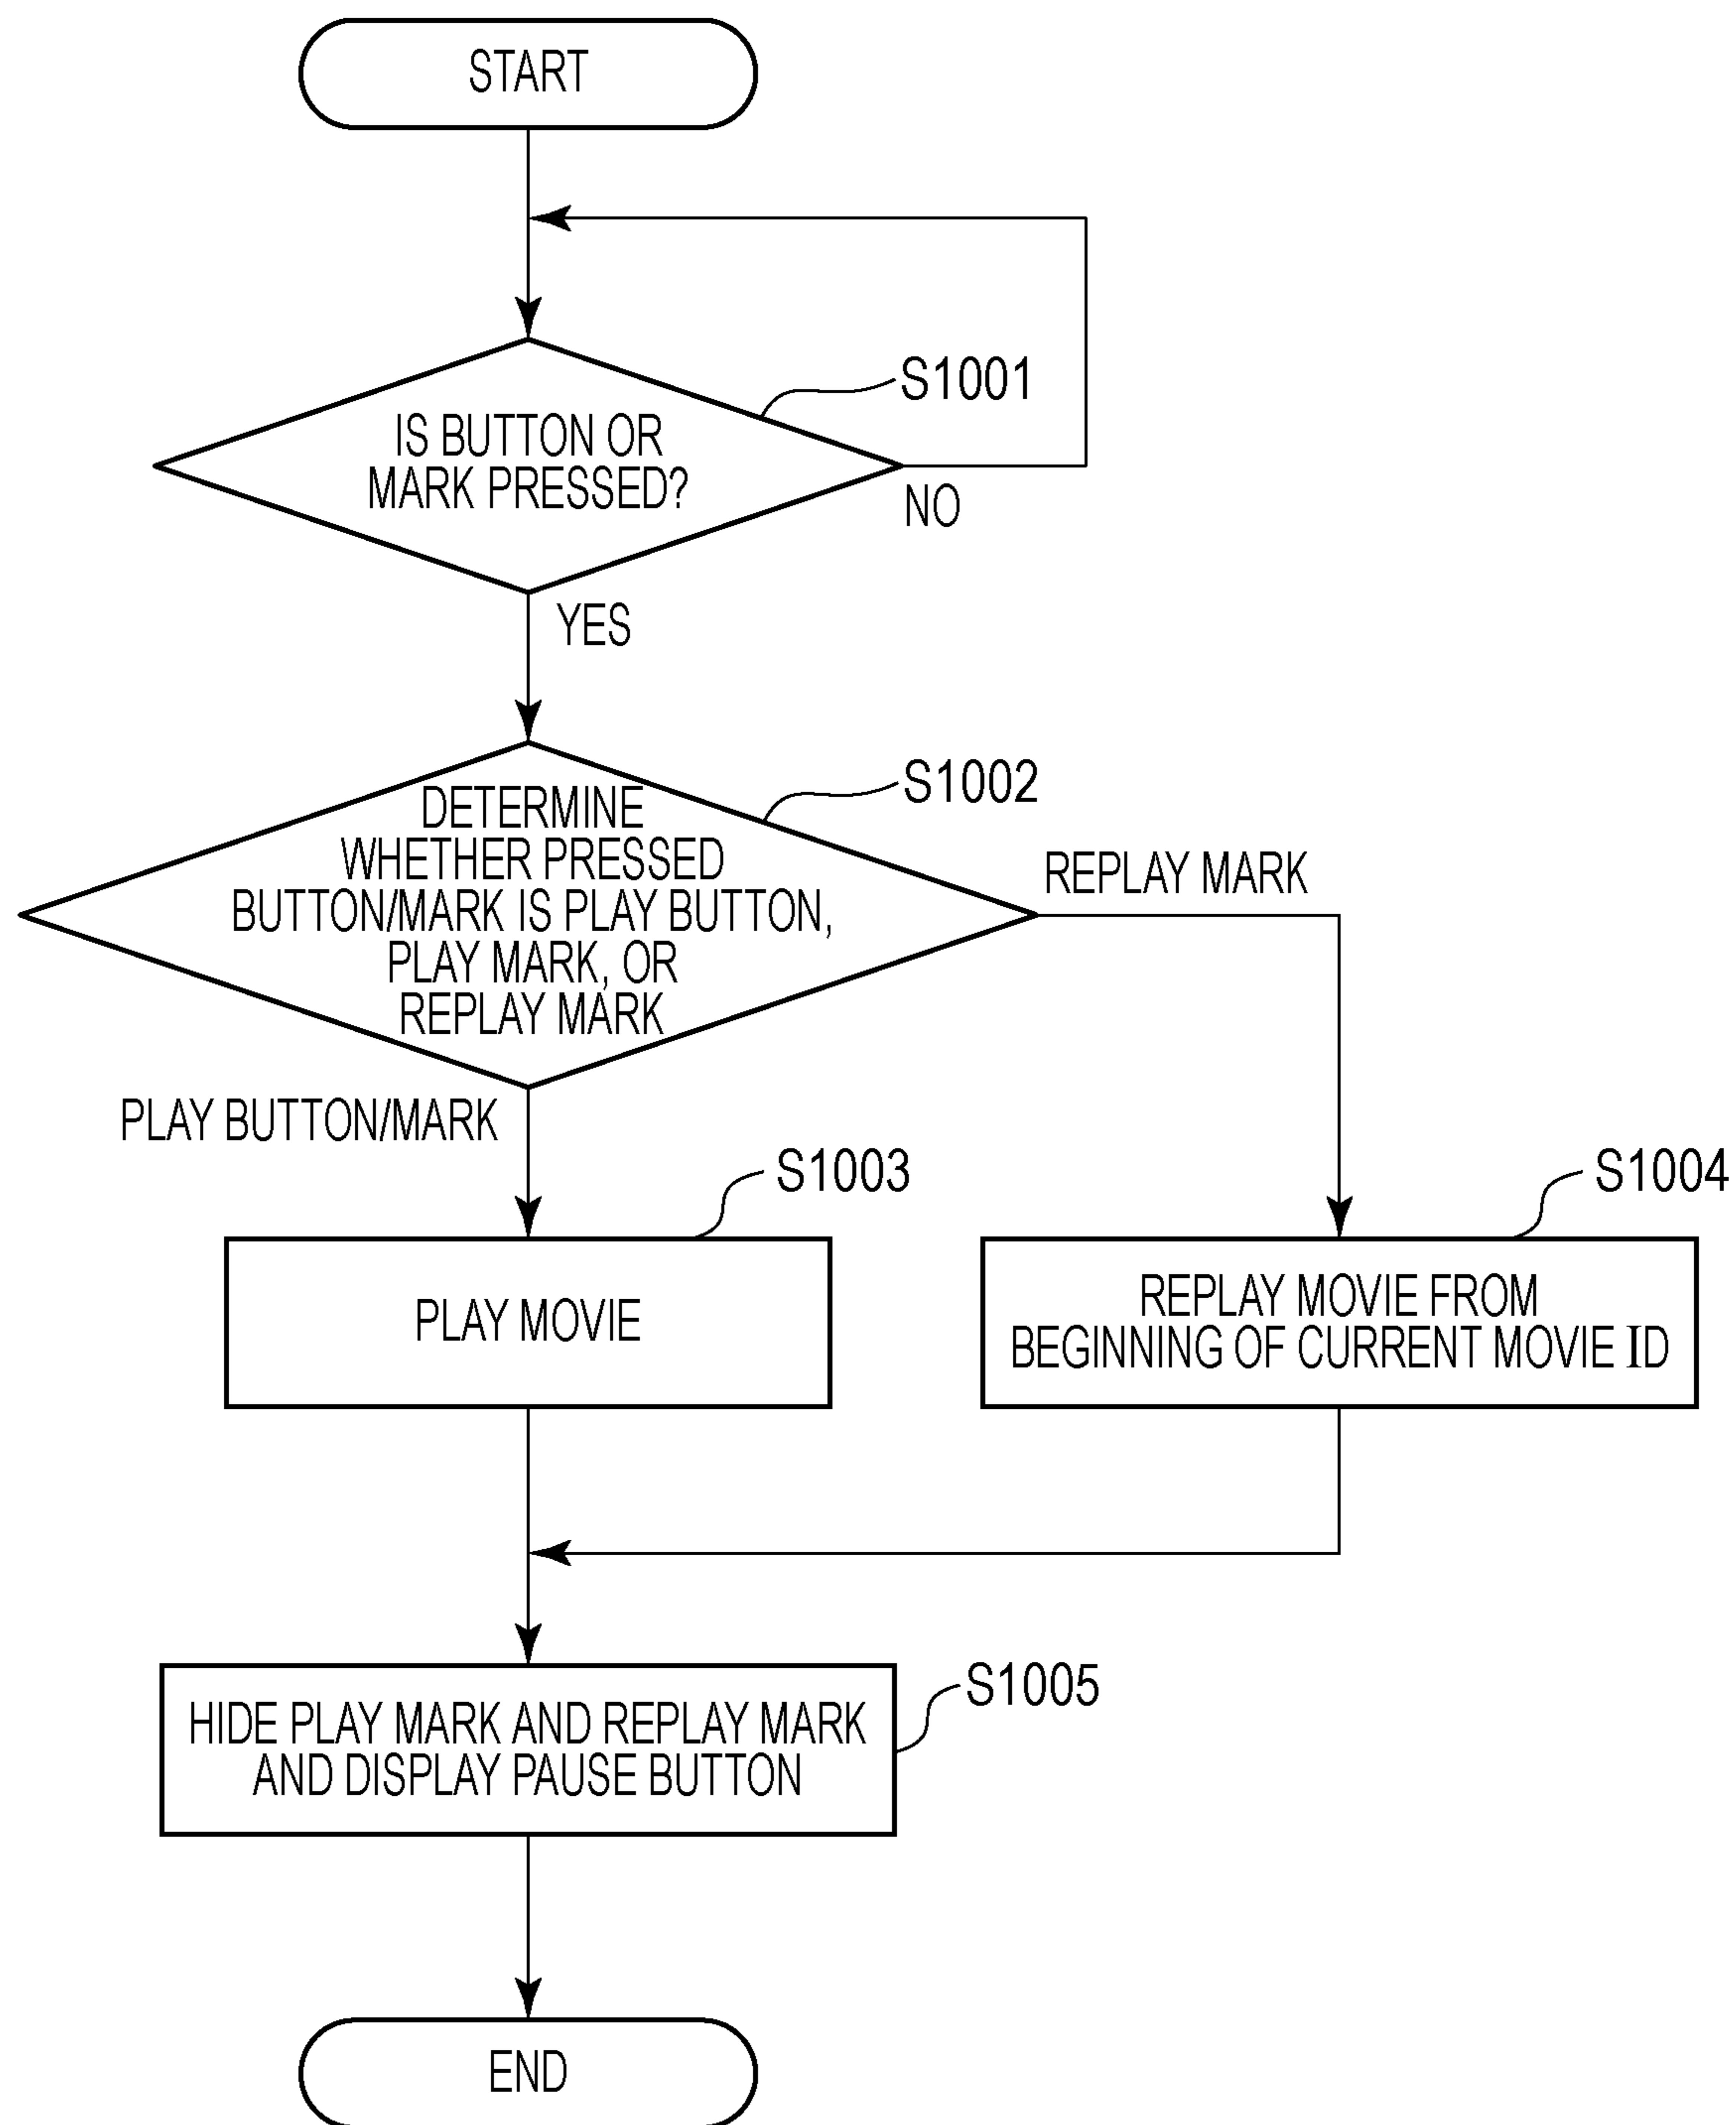 START
S1001
IS BUTTON OR
MARK PRESSED?
NO
YES
S1002
DETERMINE
WHETHER PRESSED
BUTTON/MARK IS PLAY BUTTON,
PLAY MARK, OR
REPLAY MARK
REPLAY MARK
PLAY BUTTON/MARK
S1003
S1004
PLAY MOVIE
REPLAY MOVIE FROM
BEGINNING OF CURRENT MOVIE ID
S1005
HIDE PLAY MARK AND REPLAY MARK
AND DISPLAY PAUSE BUTTON
END